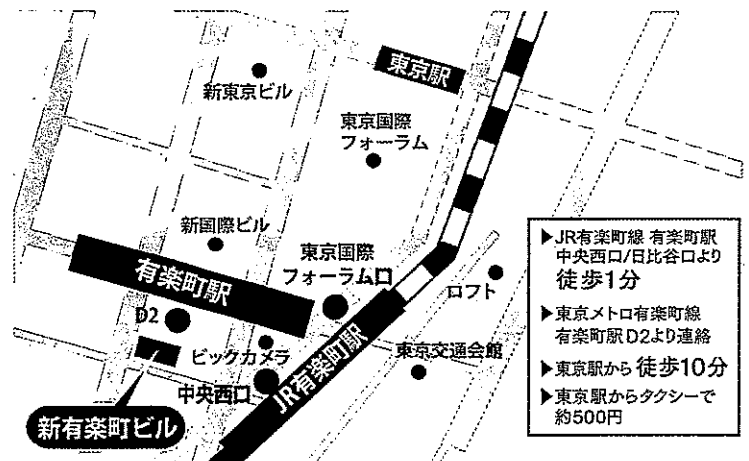 東京駅
新東京ビル
東京国際
フォーラム
新国際ビル
東京国際
フォーラム口
有楽町駅
D2
ロフト
ビックカメラ
東京交通会館
中央西口
JR有楽町駅
新有楽町ビル
▶JR有楽町線 有楽町駅
中央西口/日比谷口より
徒歩1分
▶東京メトロ有楽町線
有楽町駅D2より連絡
▶東京駅から 徒歩10分
▶東京駅からタクシーで
約500円